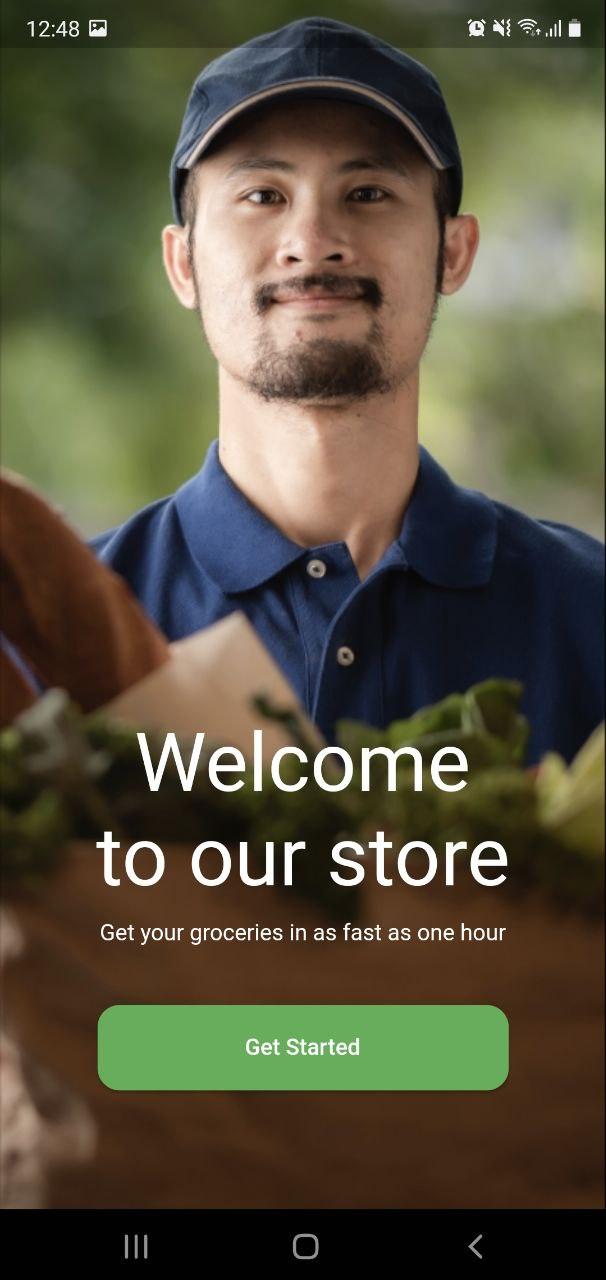 12:48
Welcome
to our store
Get your groceries in as fast as one hour
Get Started